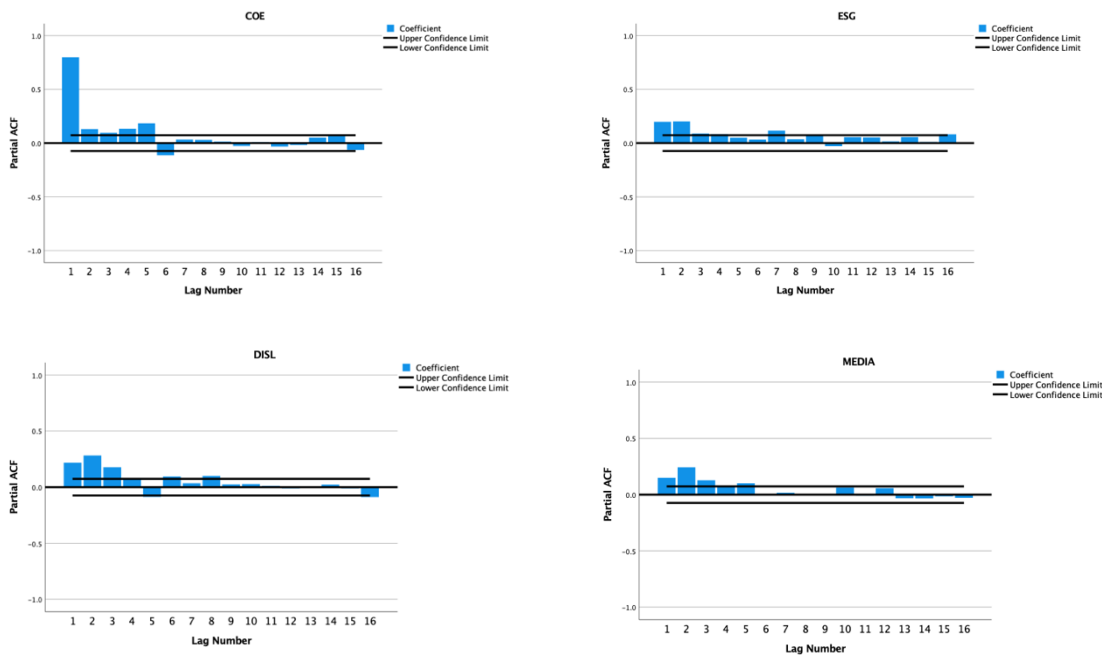 COE
Coefficient
Upper Confidence Limit
Lower Confidence Limit
1.0
0.5
0.0
-0.5
-1.0
Partial ACF
1 2 3 4 5 6 7 8 9 10 11 12 13 14 15 16
Lag Number
ESG
Coefficient
Upper Confidence Limit
Lower Confidence Limit
1.0
0.5
0.0
-0.5
-1.0
Partial ACF
1 2 3 4 5 6 7 8 9 10 11 12 13 14 15 16
Lag Number
DISL
Coefficient
Upper Confidence Limit
Lower Confidence Limit
1.0
0.5
0.0
-0.5
-1.0
Partial ACF
1 2 3 4 5 6 7 8 9 10 11 12 13 14 15 16
Lag Number
MEDIA
Coefficient
Upper Confidence Limit
Lower Confidence Limit
1.0
0.5
0.0
-0.5
-1.0
Partial ACF
1 2 3 4 5 6 7 8 9 10 11 12 13 14 15 16
Lag Number